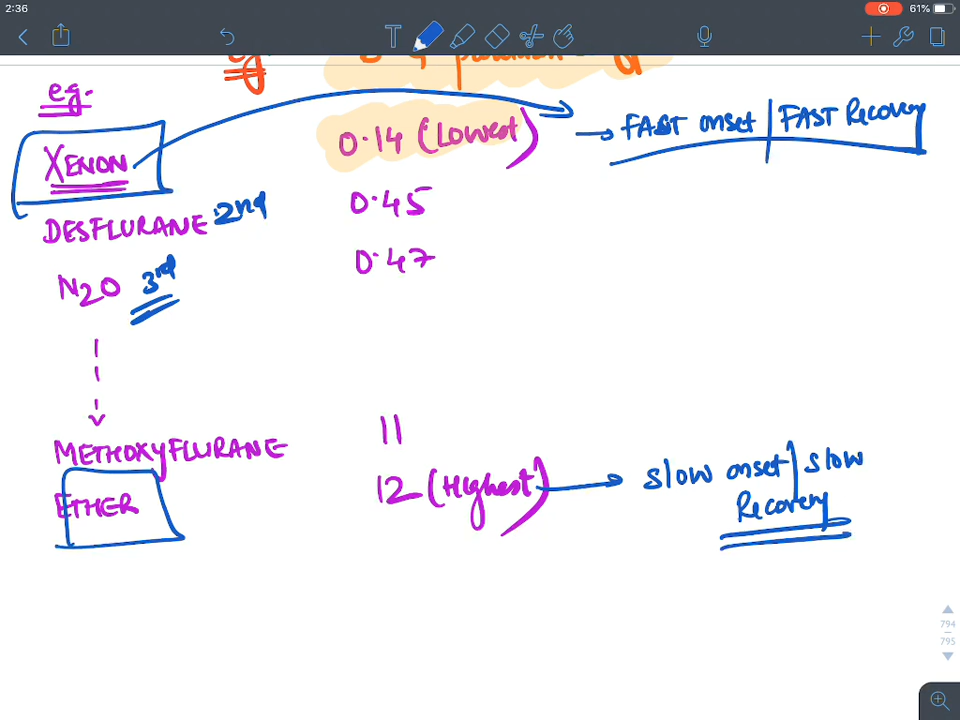 2:36
61%
T
eg
eg.
XENON
0.14 (Lowest)
→ FAST onset | FAST Recovery
DESFLURANE 2nd
0.45
N2O 3rd
0.47
METHOXYFLURANE
11
ETHER
12 (Highest)
slow onset | slow
Recovery
794
795